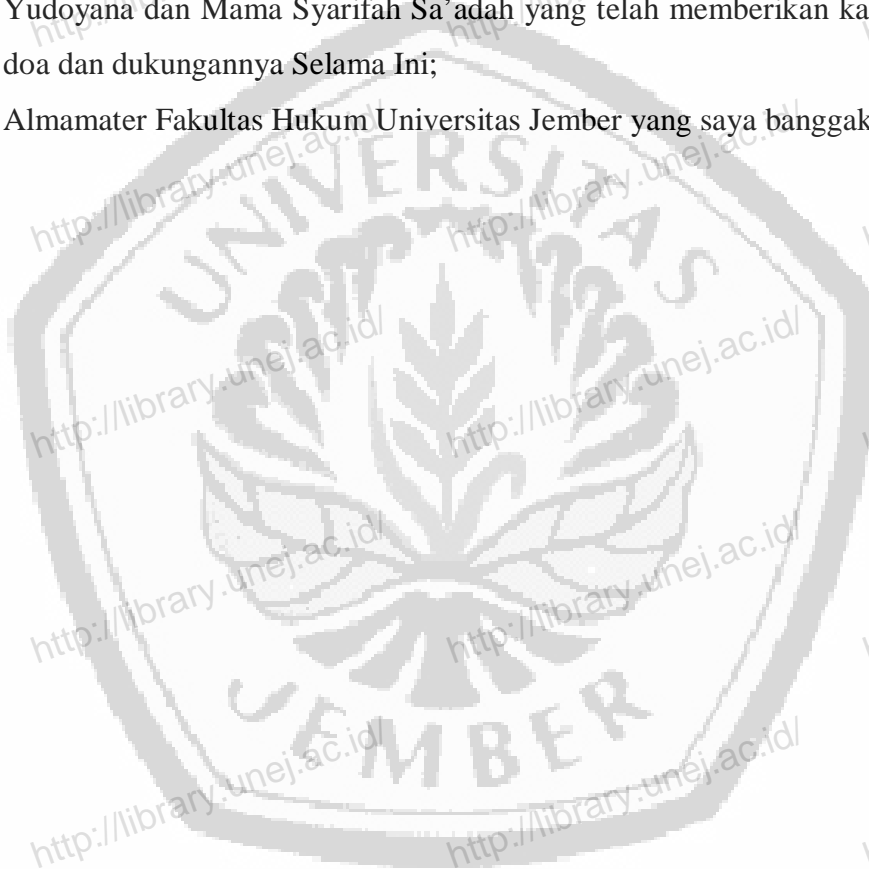 Yudoyana dan Mama Syarifah Sa’adah yang telah memberikan ka
doa dan dukungannya Selama Ini;
Almamater Fakultas Hukum Universitas Jember yang saya banggak
UNIVERSITAS
JEMBER
http://library.unej.ac.id/
http://library.unej.ac.id/
http://library.unej.ac.id/
http://library.unej.ac.id/
http://library.unej.ac.id/
http://library.unej.ac.id/
http://library.unej.ac.id/
http://library.unej.ac.id/